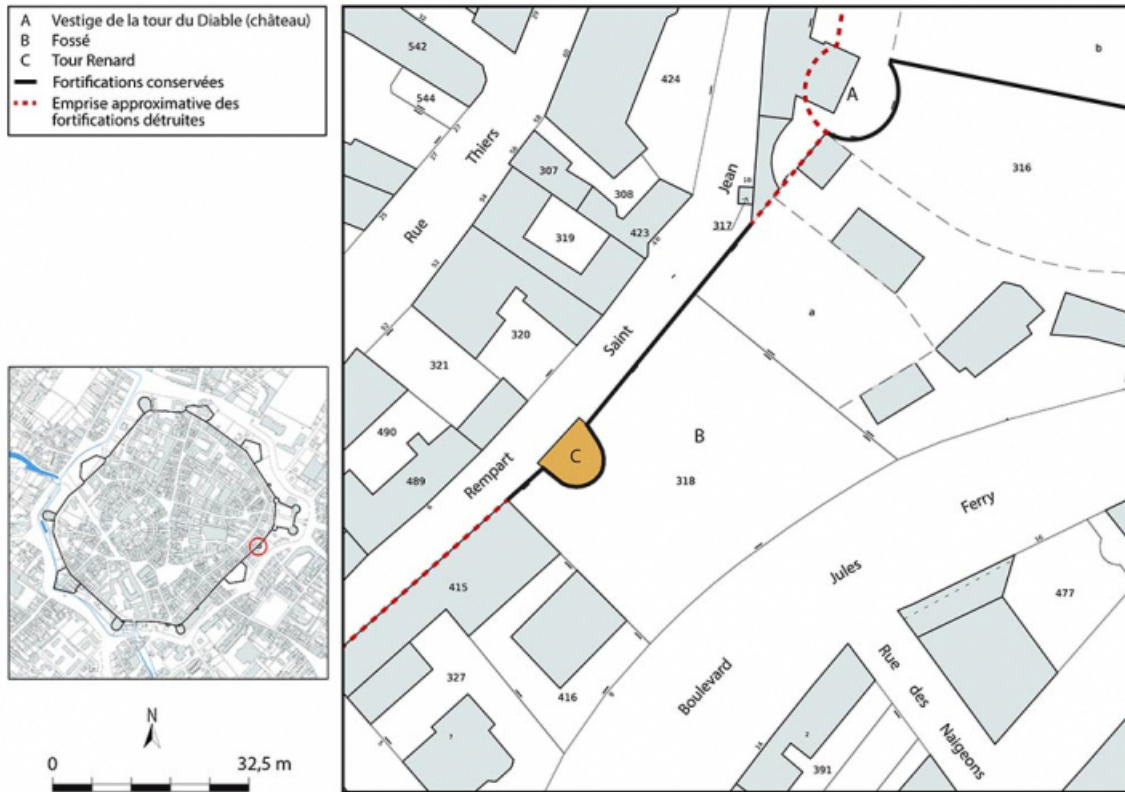 A Vestige de la tour du Diable (château)
B Fossé
C Tour Renard
Fortifications conservées
Emprise approximative des
fortifications détruites
N
0 32,5 m
542
544
424
b
A
316
Thiers
Rue
307
308
319
423
Jean
317
320
321
Saint
a
490
489
Rempart
C
B
318
Ferry
Jules
Boulevard
415
327
416
477
Rue des Naigeons
391